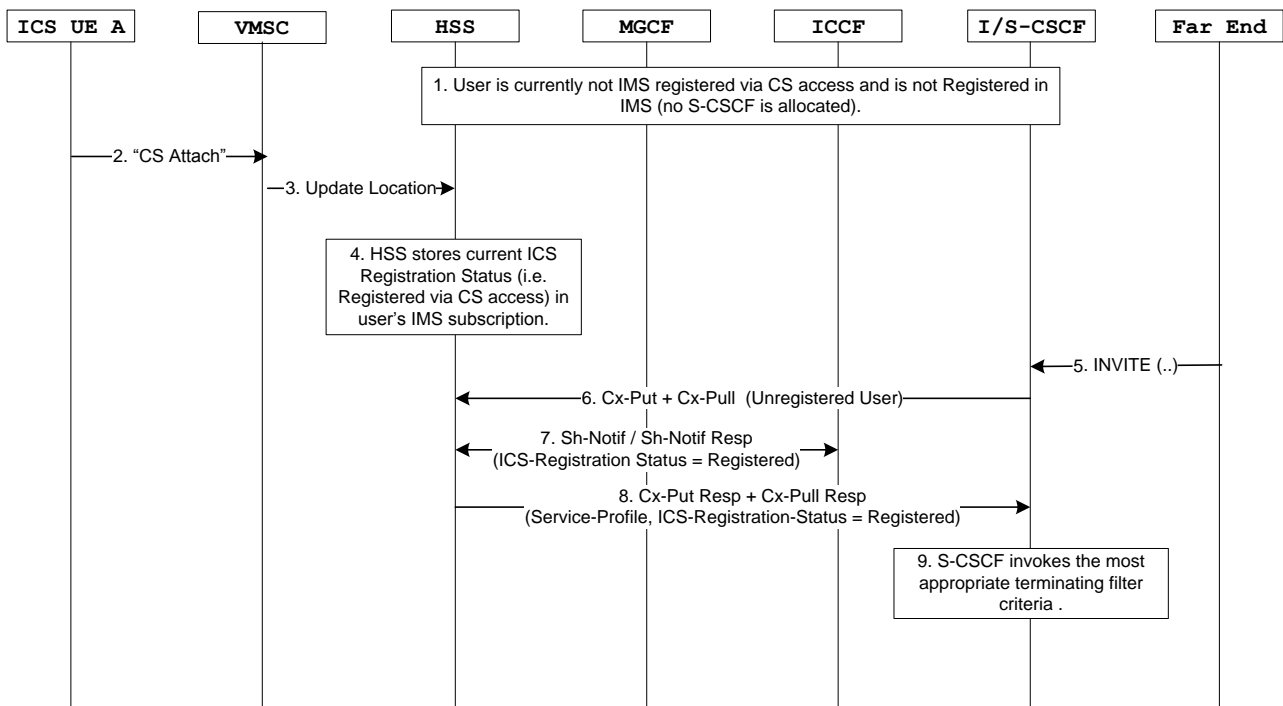 ICS UE A
VMSC
HSS
MGCF
ICCF
I/S-CSCF
Far End
1. User is currently not IMS registered via CS access and is not Registered in
IMS (no S-CSCF is allocated).
2. “CS Attach”
3. Update Location
4. HSS stores current ICS
Registration Status (i.e.
Registered via CS access) in
user’s IMS subscription.
5. INVITE (..)
6. Cx-Put + Cx-Pull (Unregistered User)
7. Sh-Notif / Sh-Notif Resp
(ICS-Registration Status = Registered)
8. Cx-Put Resp + Cx-Pull Resp
(Service-Profile, ICS-Registration-Status = Registered)
9. S-CSCF invokes the most
appropriate terminating filter
criteria .